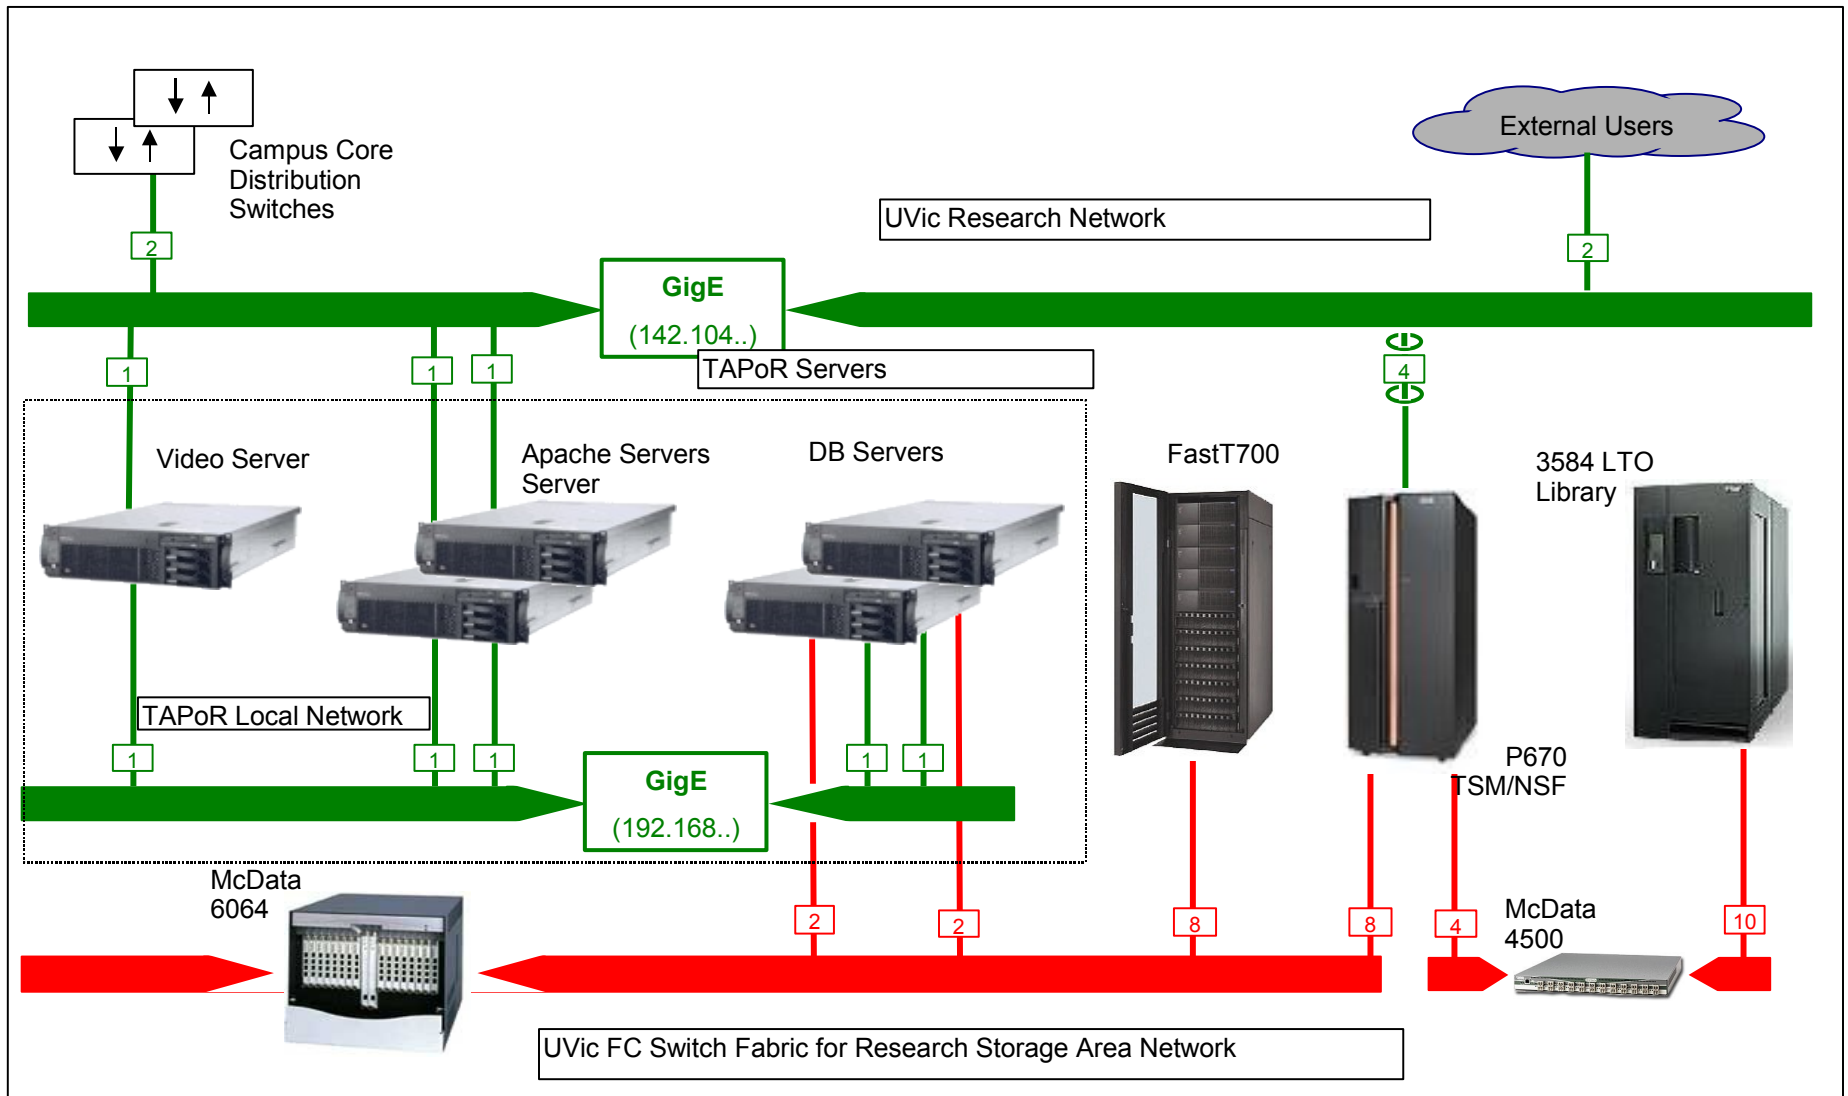 Campus Core
Distribution
Switches
External Users
UVic Research Network
2
2
GigE
(142.104..)
TAPoR Servers
1
1
1
4
Video Server
Apache Servers
Server
DB Servers
FastT700
3584 LTO
Library
TAPoR Local Network
1
1
1
1
1
P670
TSM/NSF
GigE
(192.168..)
McData
6064
2
2
8
8
4
McData
4500
10
UVic FC Switch Fabric for Research Storage Area Network